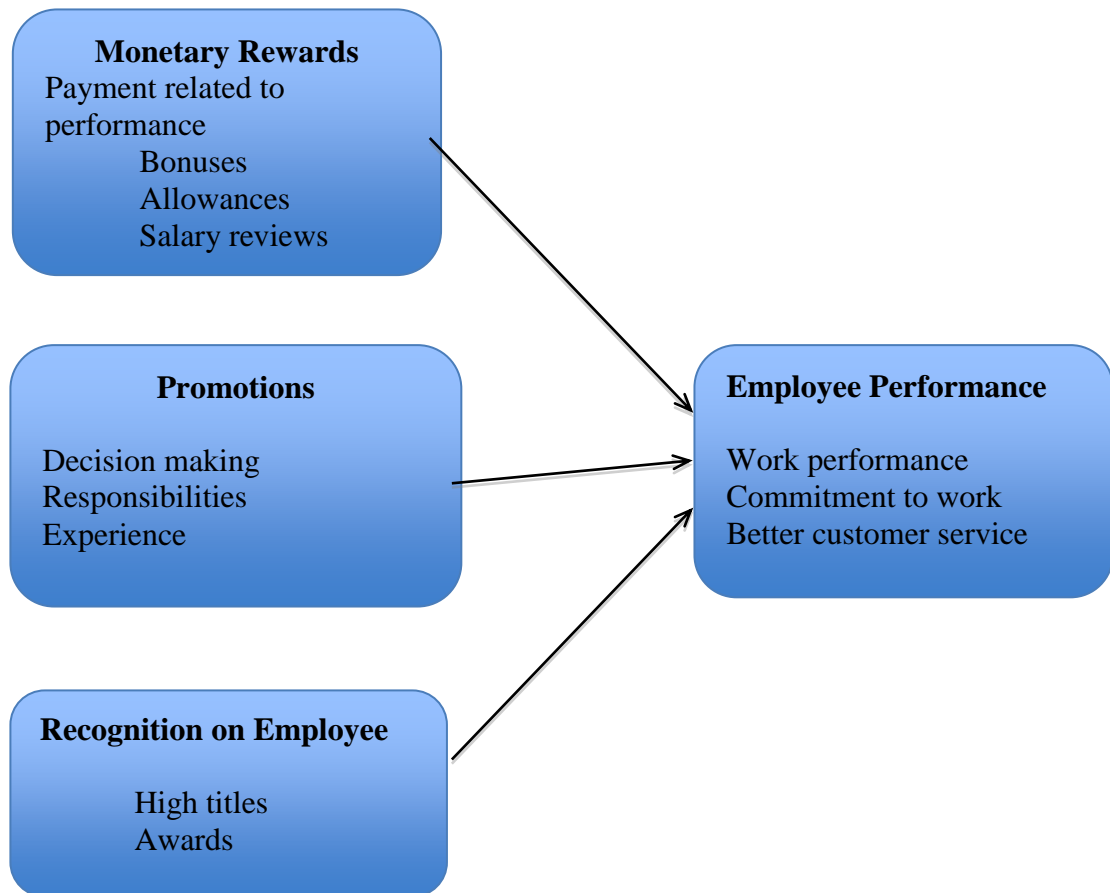 Monetary Rewards
Payment related to
performance
Bonuses
Allowances
Salary reviews
Promotions
Decision making
Responsibilities
Experience
Employee Performance
Work performance
Commitment to work
Better customer service
Recognition on Employee
High titles
Awards